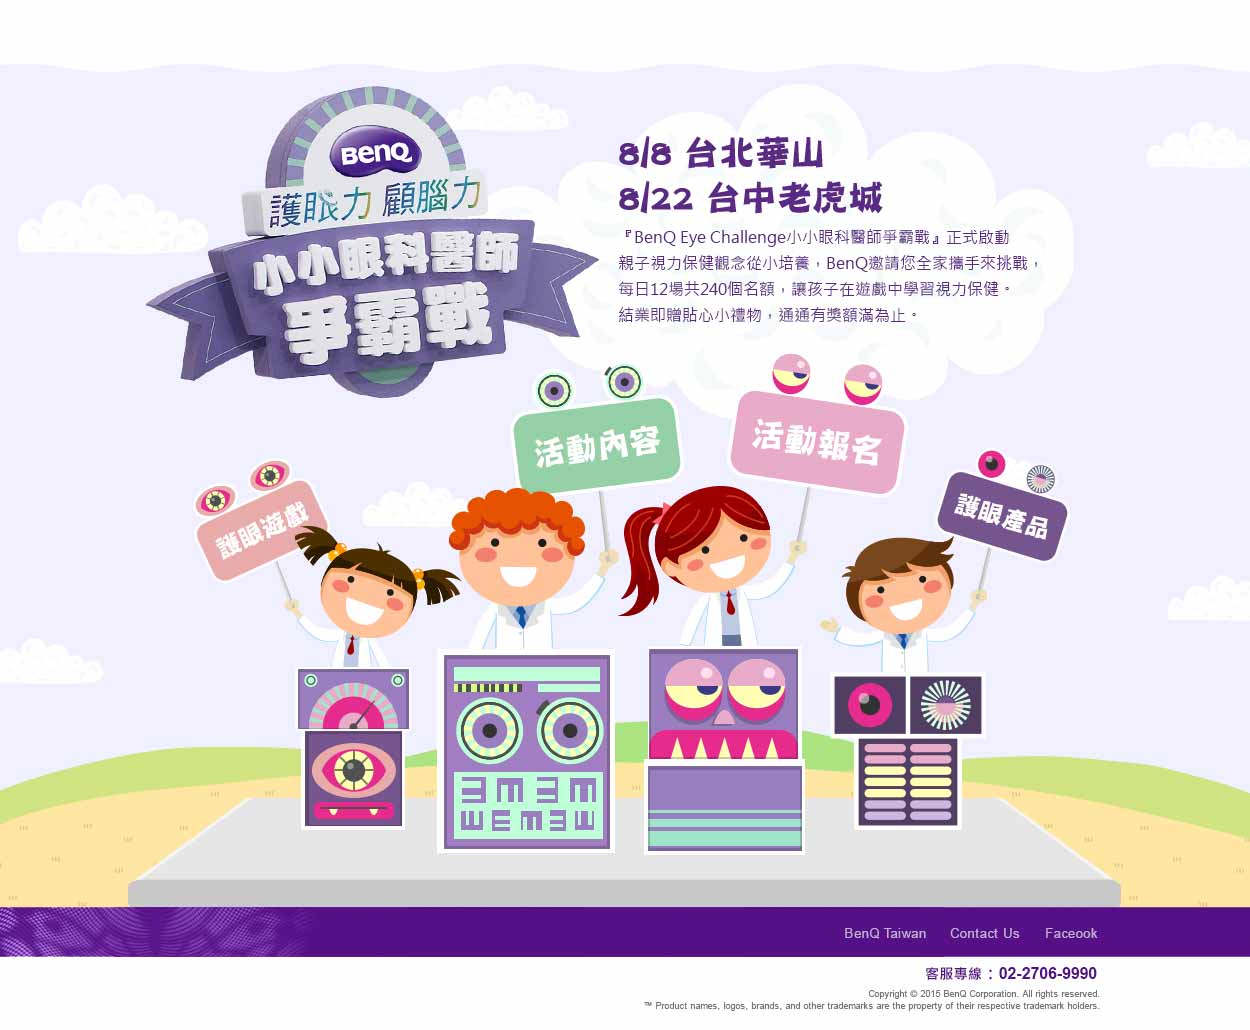 BenQ
護眼力 顧腦力
小小眼科醫師
爭霸戰
8/8 台北華山
8/22 台中老虎城
『BenQ Eye Challenge小小眼科醫師爭霸戰』正式啟動
親子視力保健觀念從小培養，BenQ邀請您全家攜手來挑戰，
每日12場共240個名額，讓孩子在遊戲中學習視力保健。
結業即贈貼心小禮物，通通有獎額滿為止。
護眼遊戲
活動內容
活動報名
護眼產品
BenQ Taiwan Contact Us Faceook
客服專線：02-2706-9990
Copyright © 2015 BenQ Corporation. All rights reserved.
™ Product names, logos, brands, and other trademarks are the property of their respective trademark holders.